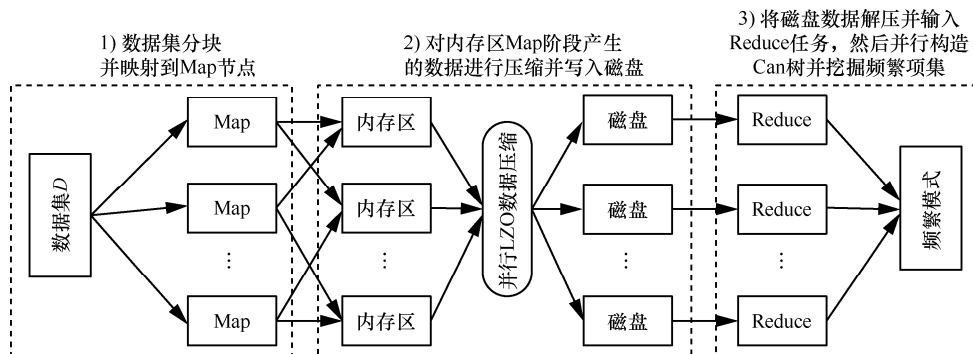 1) 数据集分块
并映射到Map节点
2) 对内存区Map阶段产生
的数据进行压缩并写入磁盘
3) 将磁盘数据解压并输入
Reduce任务，然后并行构造
Can树并挖掘频繁项集
数据集D
Map
Map
⋮
Map
内存区
内存区
⋮
内存区
并行LZO数据压缩
磁盘
磁盘
⋮
磁盘
Reduce
Reduce
⋮
Reduce
频繁模式